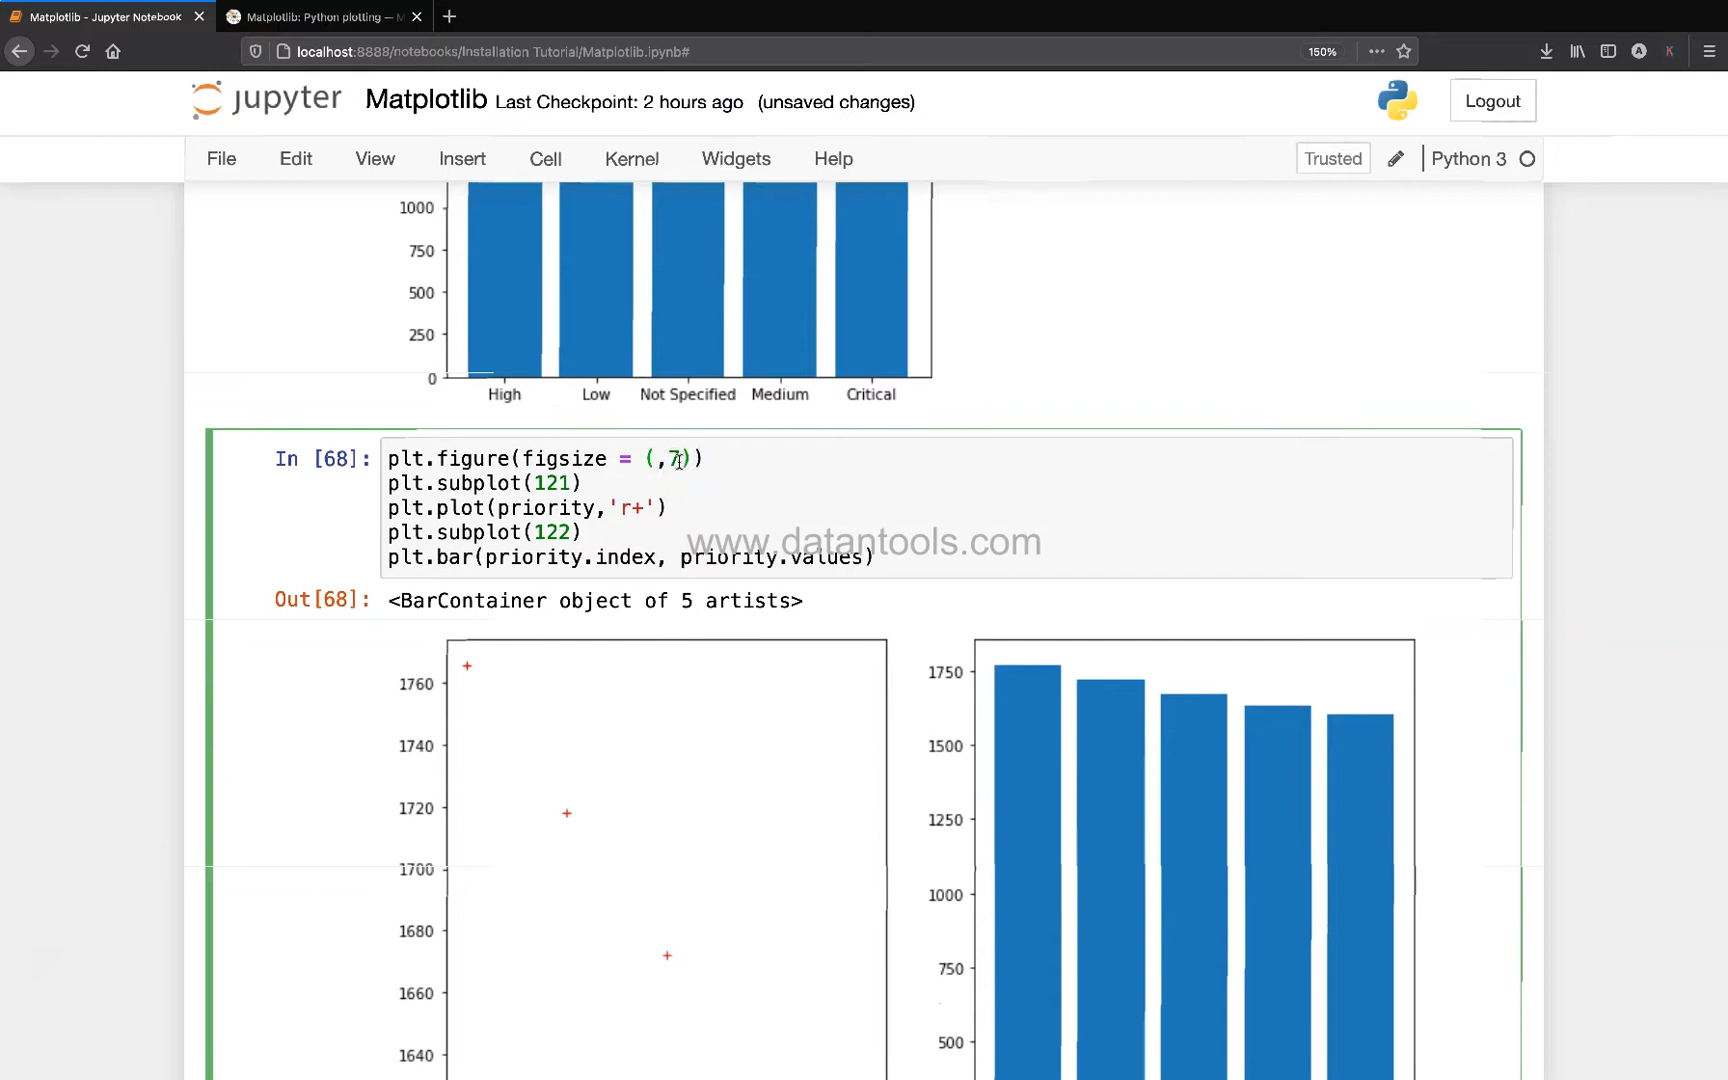 Matplotlib - Jupyter Notebook
Matplotlib: Python plotting — M
localhost:8888/notebooks/Installation Tutorial/Matplotlib.ipynb#
150%
jupyter Matplotlib Last Checkpoint: 2 hours ago (unsaved changes)
Logout
File Edit View Insert Cell Kernel Widgets Help
Trusted
Python 3
1000
750
500
250
0
High Low Not Specified Medium Critical
In [68]: plt.figure(figsize = (,7))
plt.subplot(121)
plt.plot(priority,'r+')
plt.subplot(122)
plt.bar(priority.index, priority.values)
www.datantools.com
Out[68]: <BarContainer object of 5 artists>
1760
1740
1720
1700
1680
1660
1640
1750
1500
1250
1000
750
500